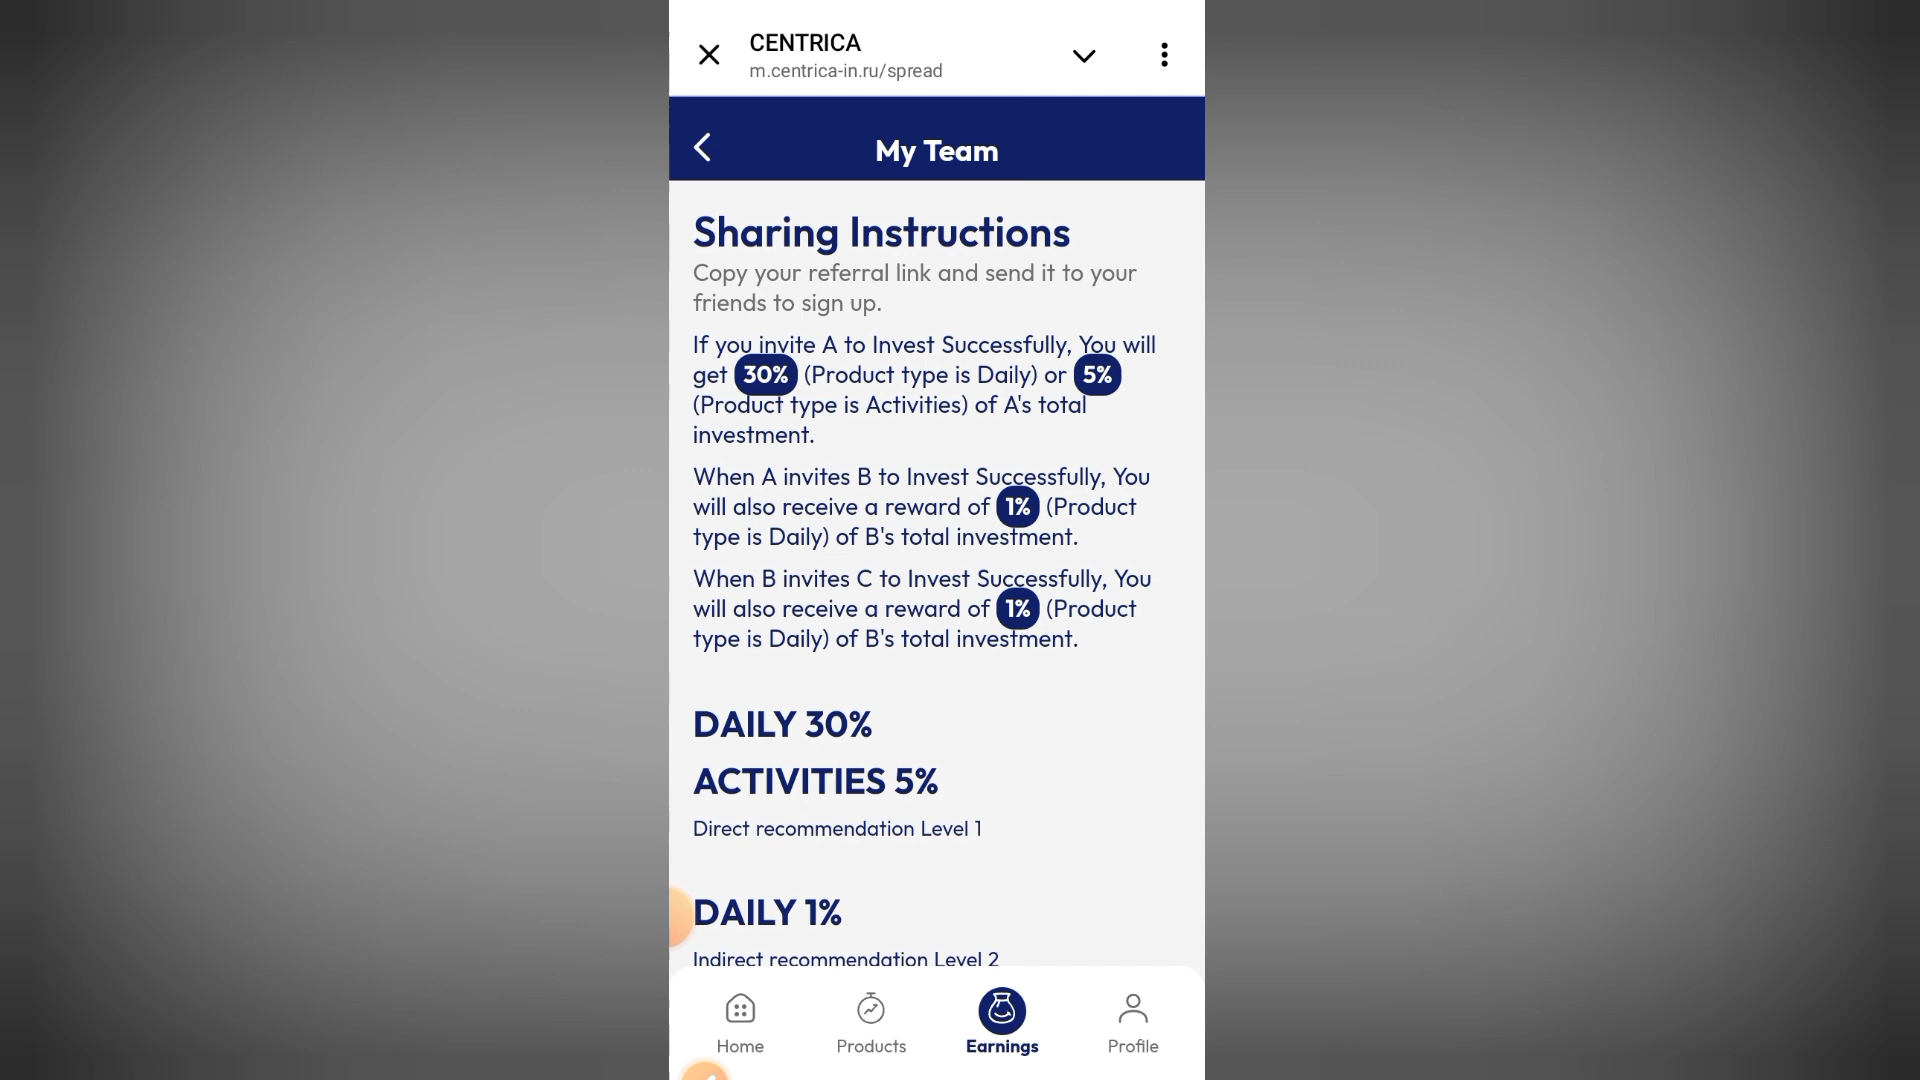 CENTRICA
m.centrica-in.ru/spread
My Team
Sharing Instructions
Copy your referral link and send it to your
friends to sign up.
If you invite A to Invest Successfully, You will
get 30% (Product type is Daily) or 5%
(Product type is Activities) of A's total
investment.
When A invites B to Invest Successfully, You
will also receive a reward of 1% (Product
type is Daily) of B's total investment.
When B invites C to Invest Successfully, You
will also receive a reward of 1% (Product
type is Daily) of B's total investment.
DAILY 30%
ACTIVITIES 5%
Direct recommendation Level 1
DAILY 1%
Indirect recommendation Level 2
Home Products Earnings Profile